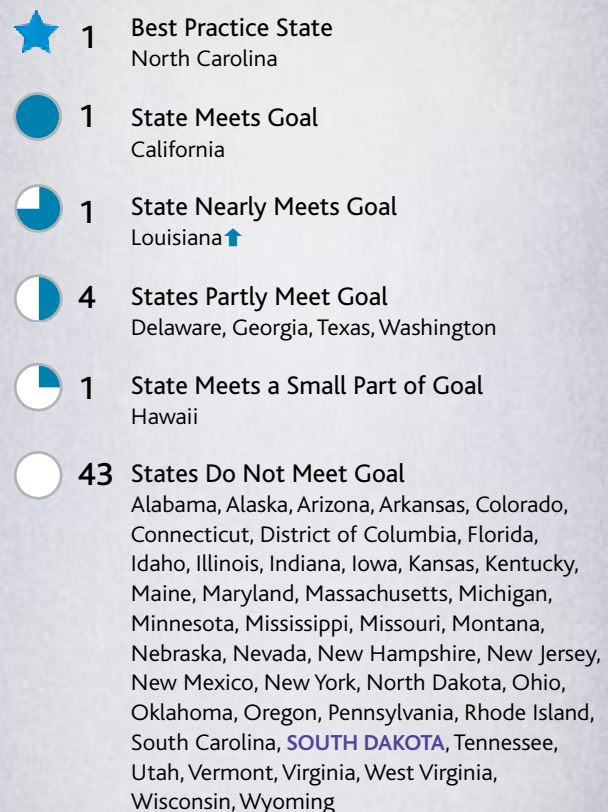 1 Best Practice State
North Carolina
1 State Meets Goal
California
1 State Nearly Meets Goal
Louisiana⬆
4 States Partly Meet Goal
Delaware, Georgia, Texas, Washington
1 State Meets a Small Part of Goal
Hawaii
43 States Do Not Meet Goal
Alabama, Alaska, Arizona, Arkansas, Colorado,
Connecticut, District of Columbia, Florida,
Idaho, Illinois, Indiana, Iowa, Kansas, Kentucky,
Maine, Maryland, Massachusetts, Michigan,
Minnesota, Mississippi, Missouri, Montana,
Nebraska, Nevada, New Hampshire, New Jersey,
New Mexico, New York, North Dakota, Ohio,
Oklahoma, Oregon, Pennsylvania, Rhode Island,
South Carolina, SOUTH DAKOTA, Tennessee,
Utah, Vermont, Virginia, West Virginia,
Wisconsin, Wyoming